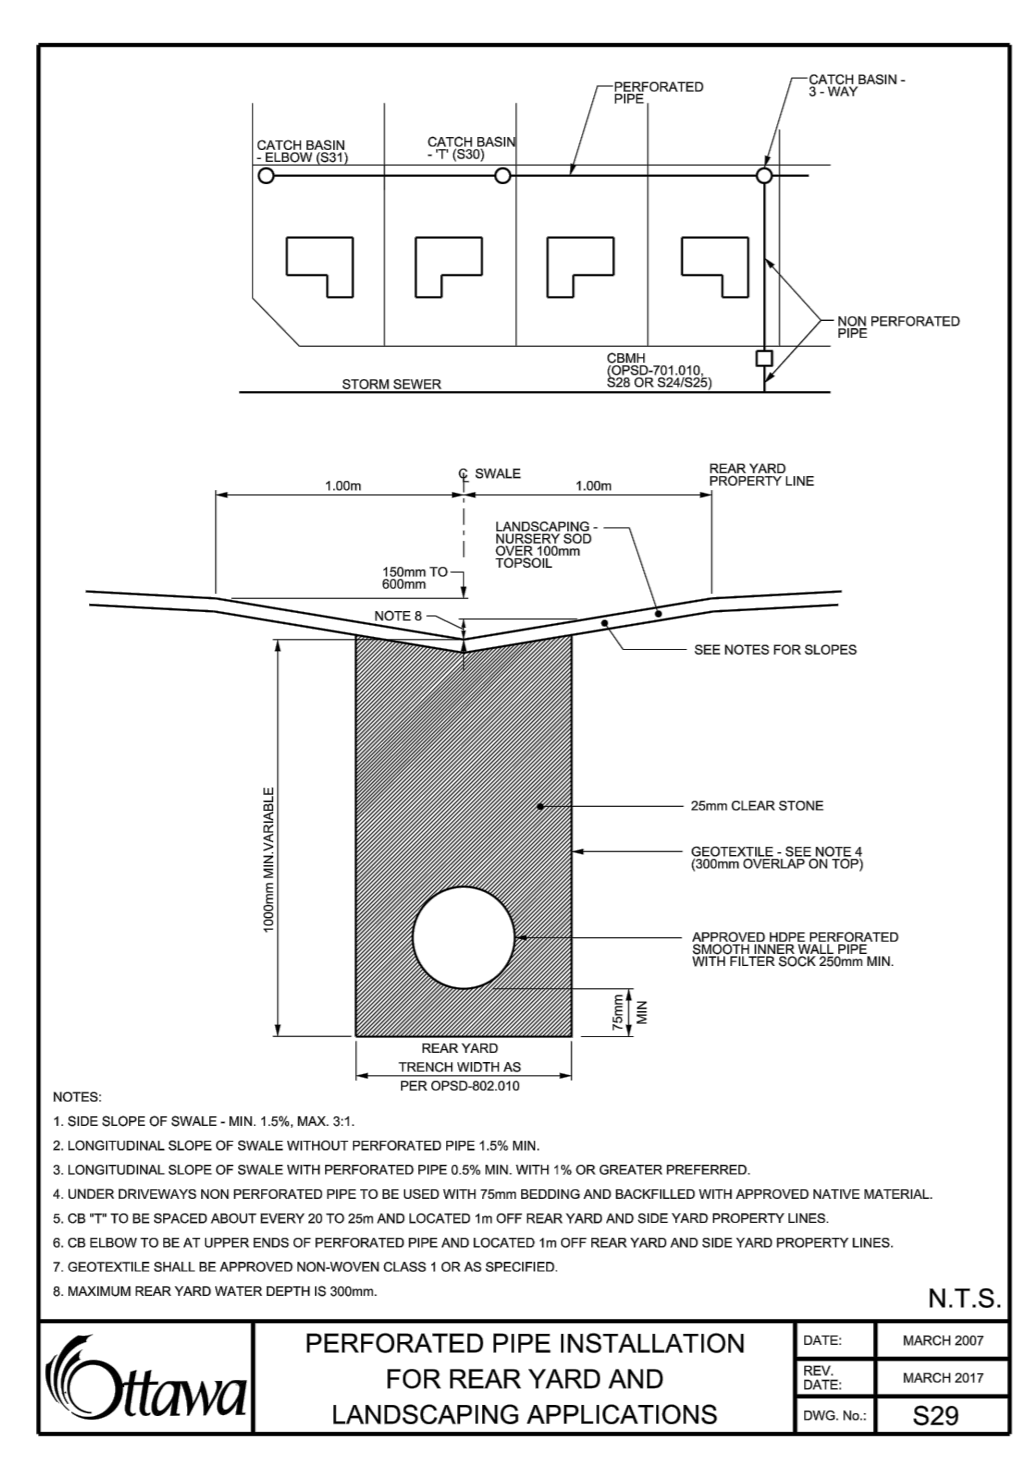 PERFORATED
PIPE
CATCH BASIN -
3 - WAY
CATCH BASIN
- ELBOW (S31)
CATCH BASIN
- 'T' (S30)
NON PERFORATED
PIPE
CBMH
(OPSD-701.010,
S28 OR S24/S25)
STORM SEWER
℄ SWALE
REAR YARD
PROPERTY LINE
1.00m
1.00m
LANDSCAPING -
NURSERY SOD
OVER 100mm
TOPSOIL
150mm TO
600mm
NOTE 8
SEE NOTES FOR SLOPES
1000mm MIN.VARIABLE
25mm CLEAR STONE
GEOTEXTILE - SEE NOTE 4
(300mm OVERLAP ON TOP)
APPROVED HDPE PERFORATED
SMOOTH INNER WALL PIPE
WITH FILTER SOCK 250mm MIN.
75mm
MIN
REAR YARD
TRENCH WIDTH AS
PER OPSD-802.010
NOTES:
1. SIDE SLOPE OF SWALE - MIN. 1.5%, MAX. 3:1.
2. LONGITUDINAL SLOPE OF SWALE WITHOUT PERFORATED PIPE 1.5% MIN.
3. LONGITUDINAL SLOPE OF SWALE WITH PERFORATED PIPE 0.5% MIN. WITH 1% OR GREATER PREFERRED.
4. UNDER DRIVEWAYS NON PERFORATED PIPE TO BE USED WITH 75mm BEDDING AND BACKFILLED WITH APPROVED NATIVE MATERIAL.
5. CB "T" TO BE SPACED ABOUT EVERY 20 TO 25m AND LOCATED 1m OFF REAR YARD AND SIDE YARD PROPERTY LINES.
6. CB ELBOW TO BE AT UPPER ENDS OF PERFORATED PIPE AND LOCATED 1m OFF REAR YARD AND SIDE YARD PROPERTY LINES.
7. GEOTEXTILE SHALL BE APPROVED NON-WOVEN CLASS 1 OR AS SPECIFIED.
8. MAXIMUM REAR YARD WATER DEPTH IS 300mm.
N.T.S.
Ottawa
PERFORATED PIPE INSTALLATION
FOR REAR YARD AND
LANDSCAPING APPLICATIONS
DATE: MARCH 2007
REV.
DATE: MARCH 2017
DWG. No.: S29